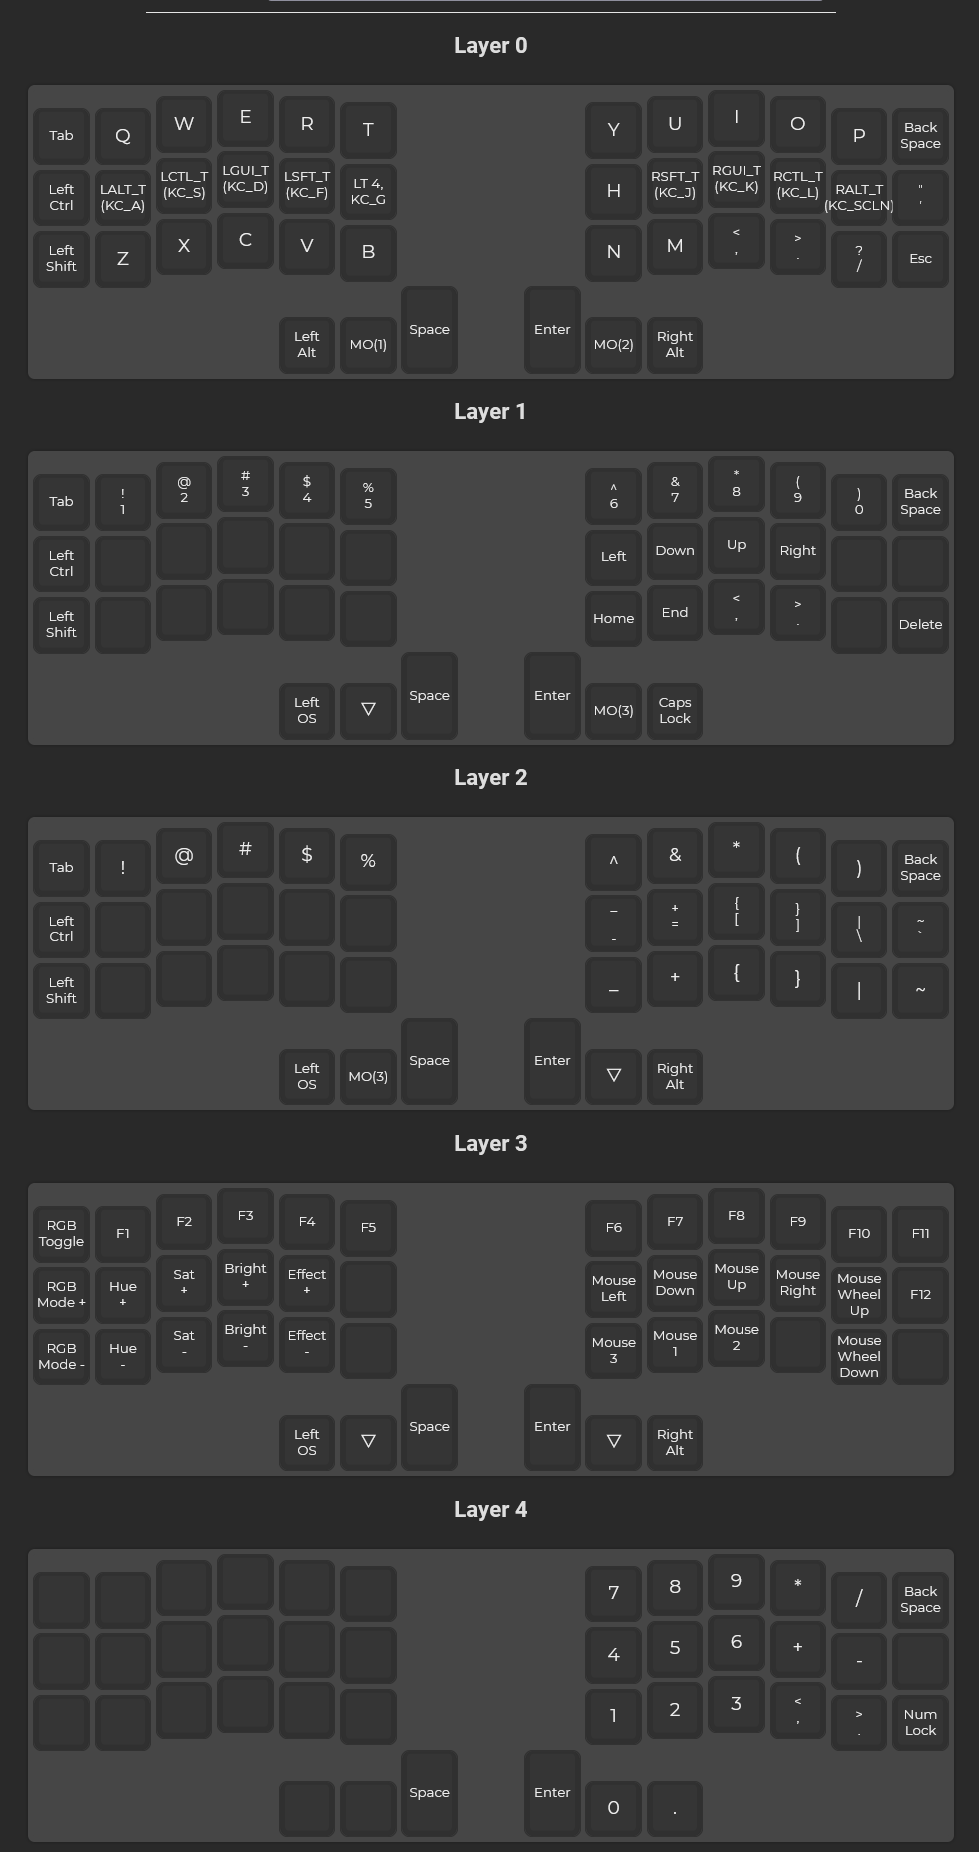 Layer 0
Tab Q W E R T Y U I O P Back Space
Left Ctrl LALT_T (KC_A) LCTL_T (KC_S) LGUI_T (KC_D) LSFT_T (KC_F) LT 4, KC_G H RSFT_T (KC_J) RGUI_T (KC_K) RCTL_T (KC_L) RALT_T (KC_SCLN) " '
Left Shift Z X C V B N M < , > . ? / Esc
Left Alt MO(1) Space Enter MO(2) Right Alt
Layer 1
Tab ! 1 @ 2 # 3 $ 4 % 5 ^ 6 & 7 * 8 ( 9 ) 0 Back Space
Left Ctrl Left Down Up Right
Left Shift Home End < , > . Delete
Left OS ▽ Space Enter MO(3) Caps Lock
Layer 2
Tab ! @ # $ % ^ & * ( ) Back Space
Left Ctrl _ - + = { [ } ] | \ ~ `
Left Shift _ + { } | ~
Left OS MO(3) Space Enter ▽ Right Alt
Layer 3
RGB Toggle F1 F2 F3 F4 F5 F6 F7 F8 F9 F10 F11
RGB Mode + Hue + Sat + Bright + Effect + Mouse Left Mouse Down Mouse Up Mouse Right Mouse Wheel Up F12
RGB Mode - Hue - Sat - Bright - Effect - Mouse 3 Mouse 1 Mouse 2 Mouse Wheel Down
Left OS ▽ Space Enter ▽ Right Alt
Layer 4
7 8 9 * / Back Space
4 5 6 + -
1 2 3 < , > . Num Lock
Space Enter 0 .